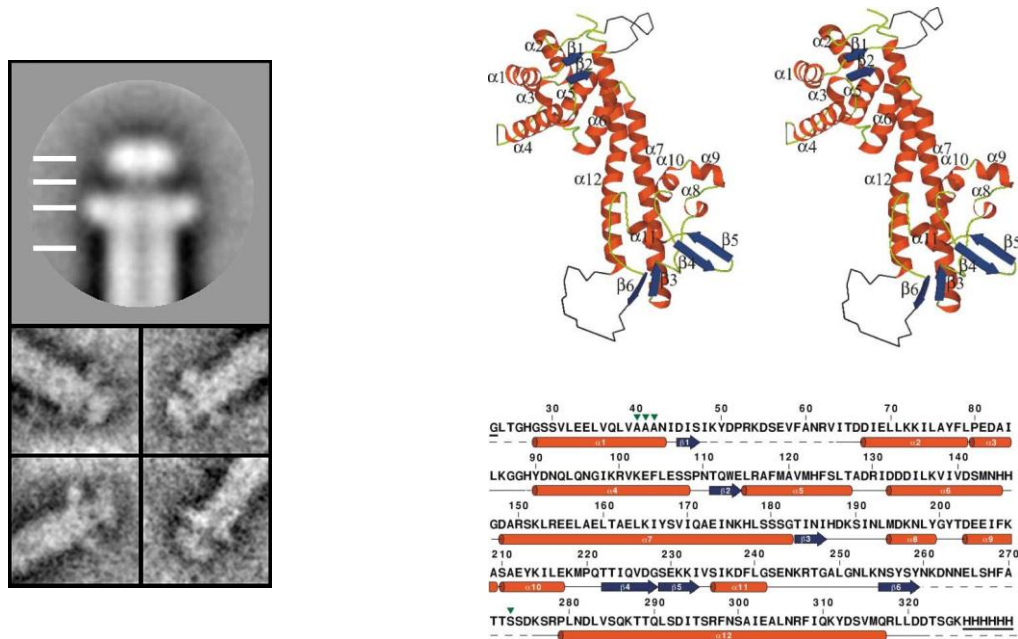 α2 β1
β2
α1
α3 α5
α6
α4
α7
α10 α9
α12
α8
α11 β5
β4
β6 β3
α2 β1
β2
α1
α3 α5
α6
α4
α7
α10 α9
α12
α8
α11 β5
β4
β6 β3
30 40 50 60 70 80
GLTGHGSSVLEELVQLVAAANIDISIKYDPRKDSEVFANRVITDDIELLKKILAYFLPEDAI
α1 β1 α2 α3
90 100 110 120 130 140
LKGGHYDNQLQNGIKRVKEFLESSPNTQWELRAFMAVMHFSLTADRIDDDILKVIVDSMNHH
α4 β2 α5 α6
150 160 170 180 190 200
GDARSKLREELAELTAELKIYSVIQAEINKHLSSSGTINIHDKSINLMDKNLYGYTDEEIFK
α7 β3 α8 α9
210 220 230 240 250 260 270
ASAEYKILEKMPQTTIQVDGSEKKIVSIKDFLGSENKRTGALGNLKNSYSYNKDNNELSHFA
α10 β4 β5 α11 β6
280 290 300 310 320
TTSSDKSRPLNDLVSQKTTQLSDITSRFNSAIEALNRFIQKYDSVMQRLLDDTSGKHHHHHH
α12